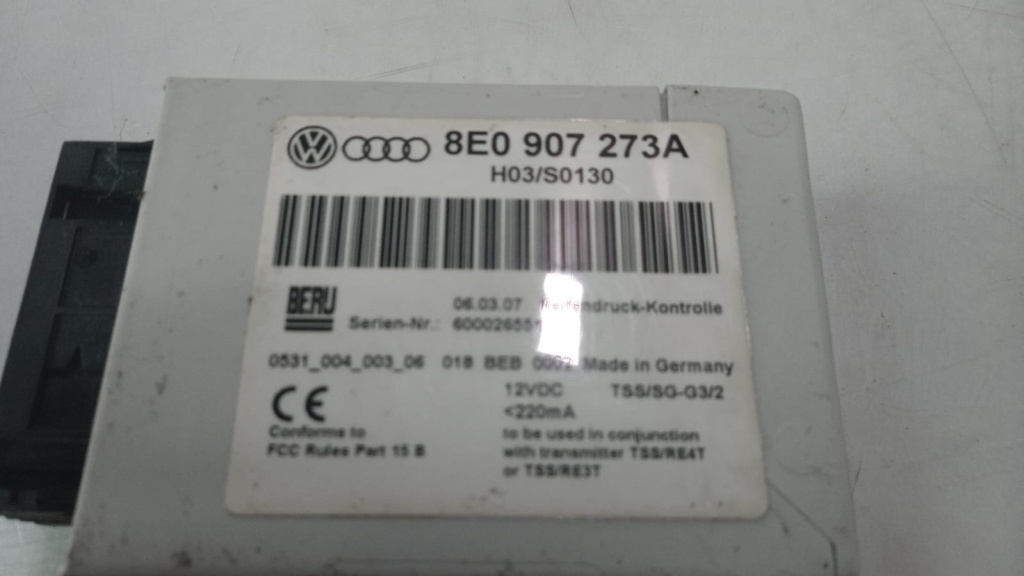 8E0 907 273A
H03/S0130
BERU
06.03.07
-Kontrolle
Serien-Nr.:
0531_004_003_06 018 BEB Made in Germany
12VDC TSS/SG-G3/2
CE <220mA
Conforms to to be used in conjunction
FCC Rules Part 15 B with transmitter TSS/RE4T
or TSS/RE3T